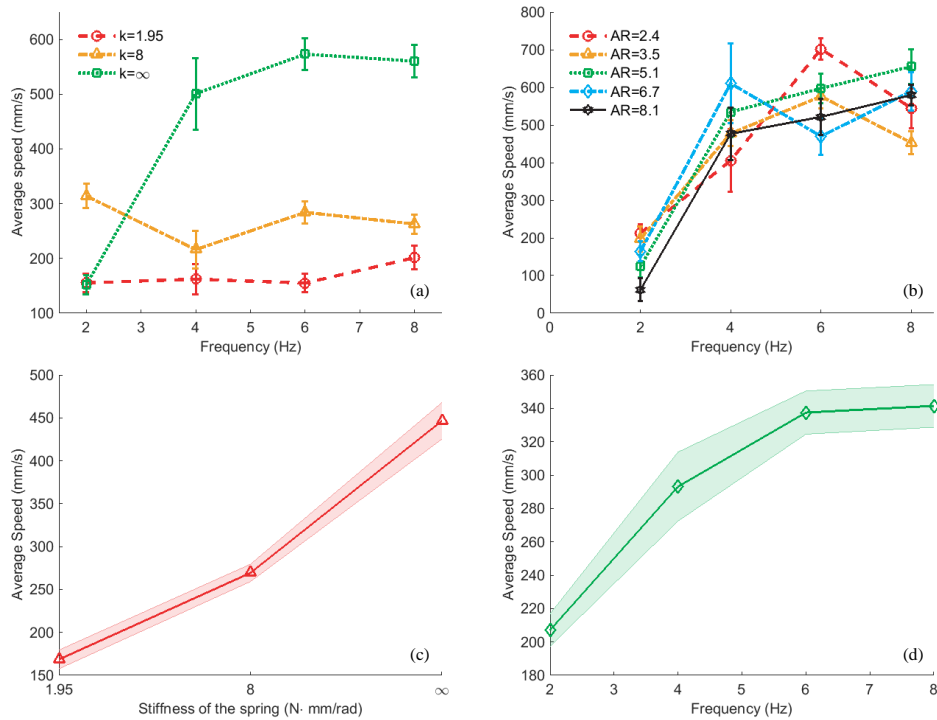 600
500
400
300
200
100
Average speed (mm/s)
k=1.95
k=8
k=∞
(a)
2 3 4 5 6 7 8
Frequency (Hz)
800
700
600
500
400
300
200
100
0
Average Speed (mm/s)
AR=2.4
AR=3.5
AR=5.1
AR=6.7
AR=8.1
(b)
0 2 4 6 8
Frequency (Hz)
500
450
400
350
300
250
200
150
Average Speed (mm/s)
(c)
1.95 8 ∞
Stiffness of the spring (N· mm/rad)
360
340
320
300
280
260
240
220
200
180
Average Speed (mm/s)
(d)
2 3 4 5 6 7 8
Frequency (Hz)